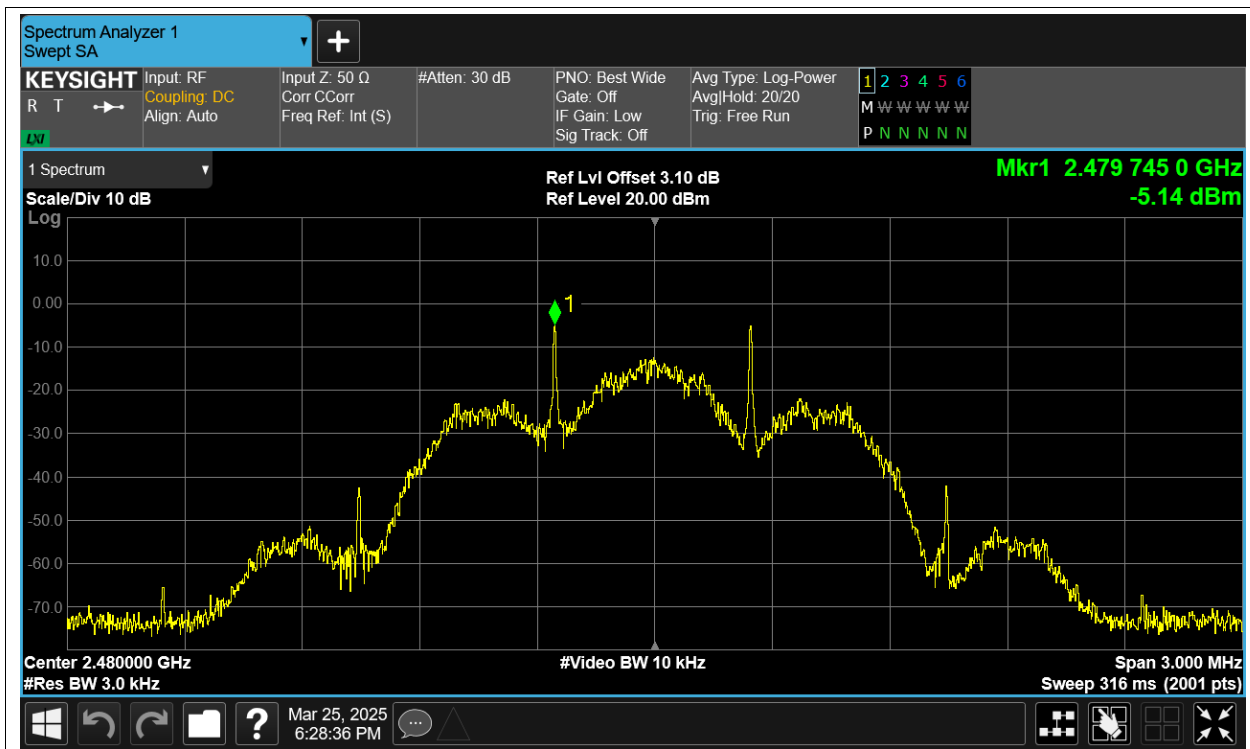 Spectrum Analyzer 1
Swept SA
+
KEYSIGHT
R T
LXI
Input: RF
Coupling: DC
Align: Auto
Input Z: 50 Ω
Corr CCorr
Freq Ref: Int (S)
#Atten: 30 dB
PNO: Best Wide
Gate: Off
IF Gain: Low
Sig Track: Off
Avg Type: Log-Power
Avg|Hold: 20/20
Trig: Free Run
1 2 3 4 5 6
M W W W W W W
P N N N N N
1 Spectrum
Scale/Div 10 dB
Log
Ref Lvl Offset 3.10 dB
Ref Level 20.00 dBm
Mkr1 2.479 745 0 GHz
-5.14 dBm
10.0
0.00
-10.0
-20.0
-30.0
-40.0
-50.0
-60.0
-70.0
1
Center 2.480000 GHz
#Res BW 3.0 kHz
#Video BW 10 kHz
Span 3.000 MHz
Sweep 316 ms (2001 pts)
?
Mar 25, 2025
6:28:36 PM